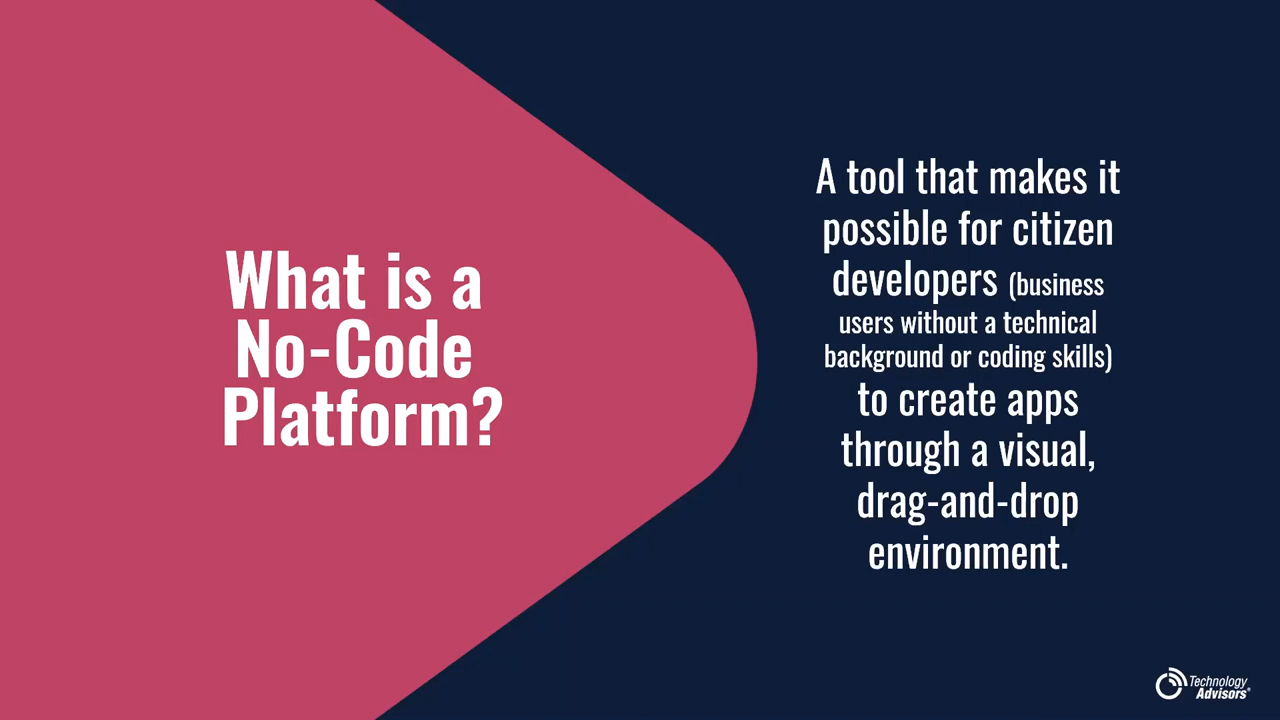 What is a
No-Code
Platform?
A tool that makes it
possible for citizen
developers (business
users without a technical
background or coding skills)
to create apps
through a visual,
drag-and-drop
environment.
Technology
Advisors®